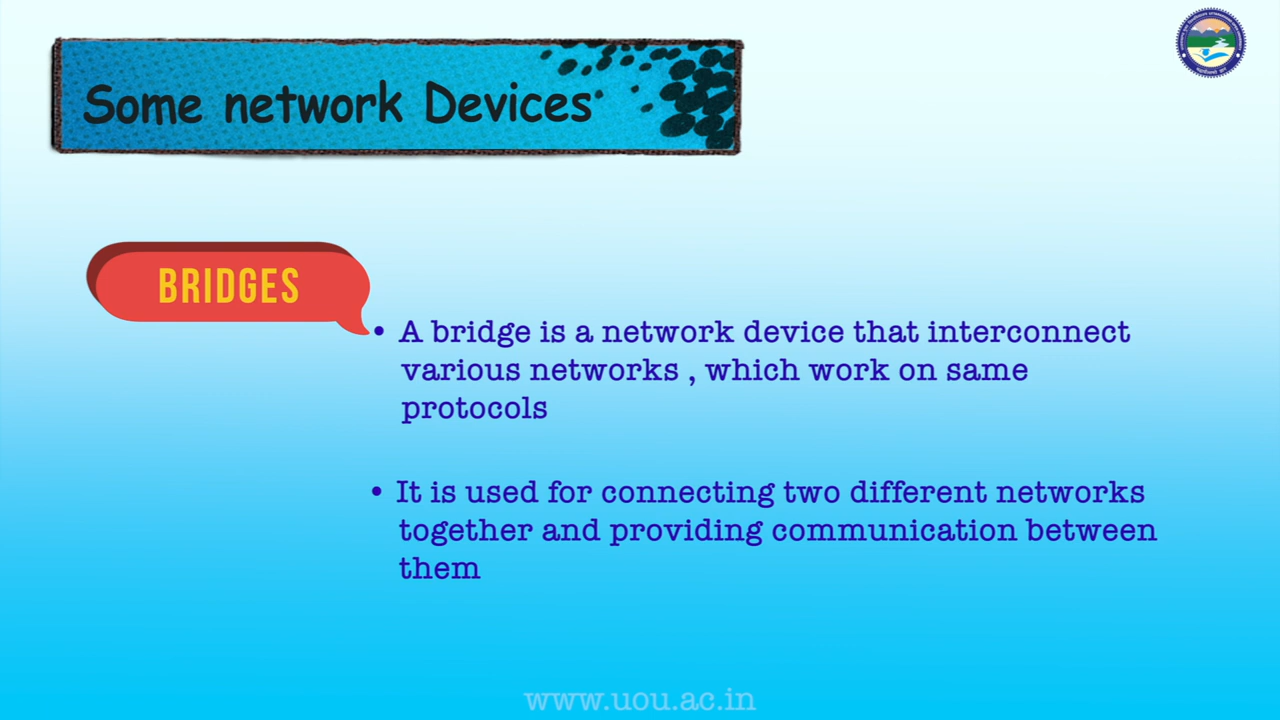 Some network Devices
BRIDGES
• A bridge is a network device that interconnect
various networks , which work on same
protocols
• It is used for connecting two different networks
together and providing communication between
them
www.uou.ac.in